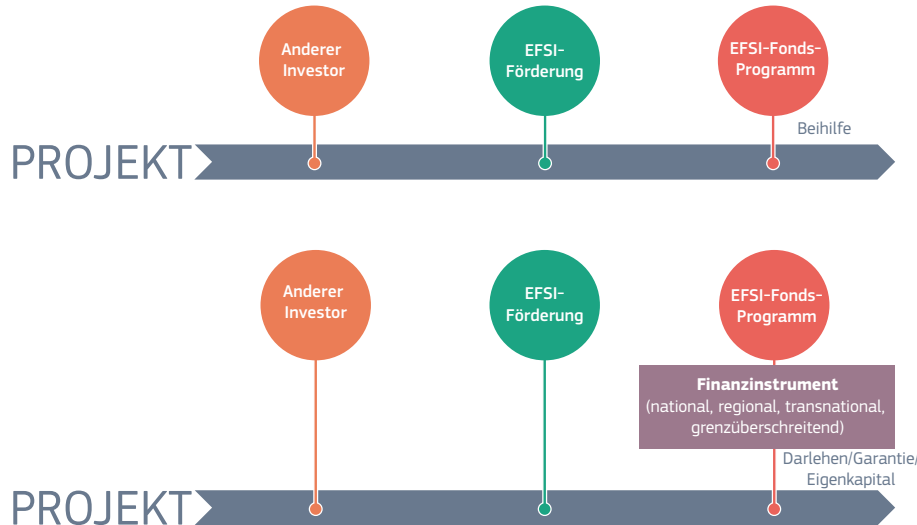 Anderer
Investor
EFSI-
Förderung
EFSI-Fonds-
Programm
Beihilfe
PROJEKT
Anderer
Investor
EFSI-
Förderung
EFSI-Fonds-
Programm
Finanzinstrument
(national, regional, transnational,
grenzüberschreitend)
Darlehen/Garantie/
Eigenkapital
PROJEKT